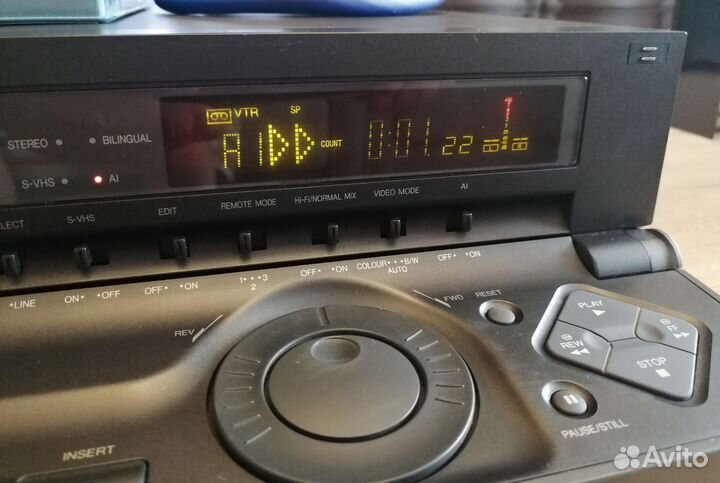 VTR SP
A1 COUNT 0:01.22
STEREO BILINGUAL
S-VHS AI
S-VHS EDIT REMOTE MODE Hi-Fi/NORMAL MIX VIDEO MODE AI
LINE ON OFF OFF ON 1 3 OFF ON COLOUR B/W OFF ON
2 AUTO
REV FWD RESET
PLAY FF
REW STOP
PAUSE/STILL
INSERT
Avito